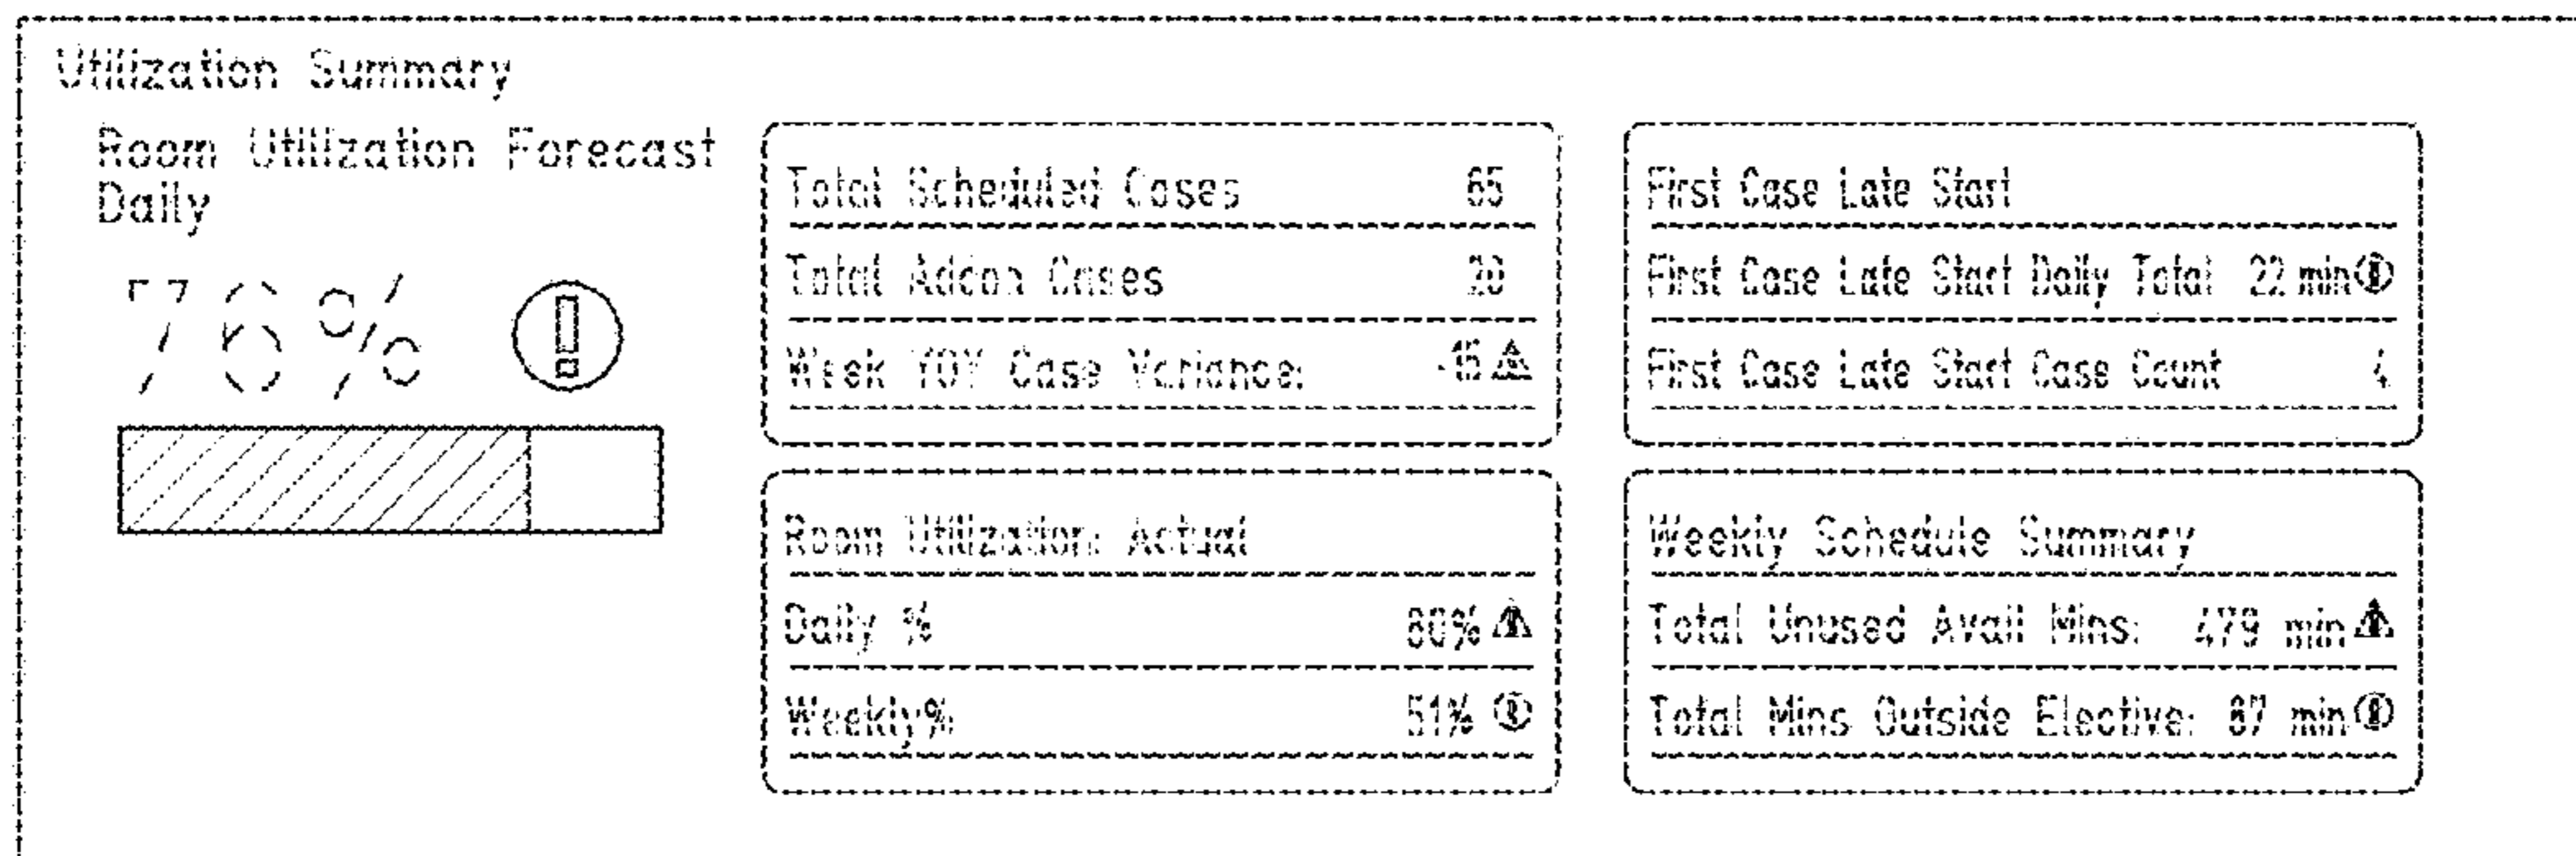 Utilization Summary
Room Utilization Forecast
Daily
76%
Total Scheduled Cases 65
Total Addon Cases 20
Week YOY Case Variance: -15
First Case Late Start
First Case Late Start Daily Total 22 min
First Case Late Start Case Count 4
Room Utilization: Actual
Daily % 80%
Weekly% 51%
Weekly Schedule Summary
Total Unused Avail Mins: 479 min
Total Mins Outside Elective: min